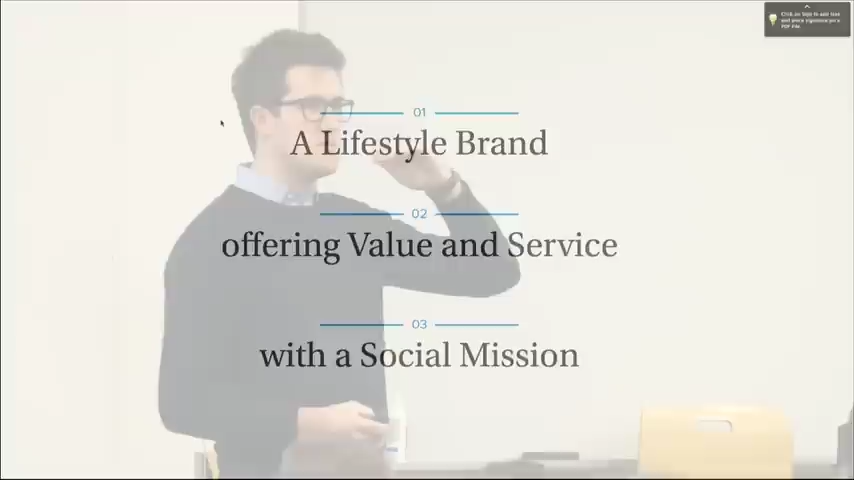 01
A Lifestyle Brand
02
offering Value and Service
03
with a Social Mission